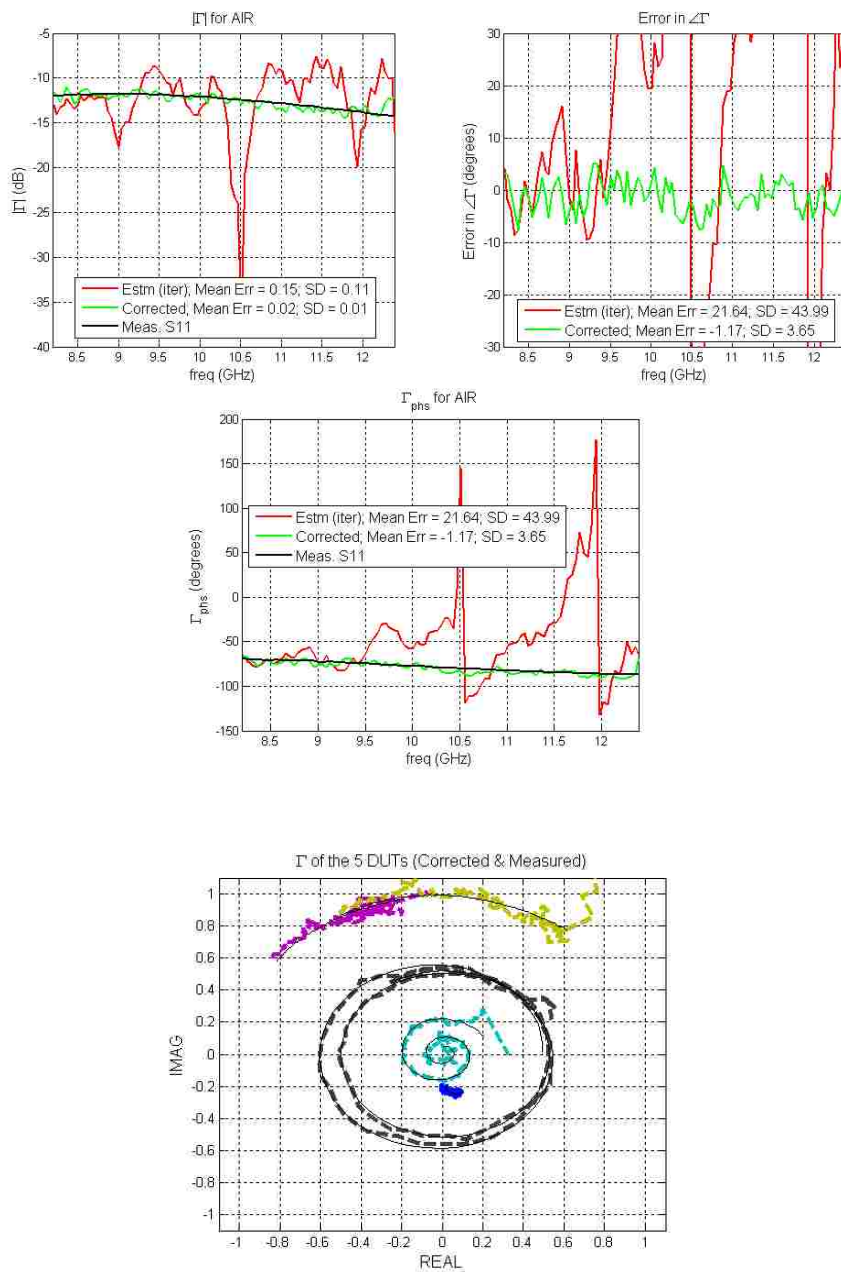 |Γ| for AIR
-5
-10
-15
-20
-25
-30
-35
-40
|Γ| (dB)
Estm (iter); Mean Err = 0.15; SD = 0.11
Corrected; Mean Err = 0.02; SD = 0.01
Meas. S11
8.5 9 9.5 10 10.5 11 11.5 12
freq (GHz)
Error in ∠Γ
30
20
10
0
-10
-20
-30
Error in ∠Γ (degrees)
Estm (iter); Mean Err = 21.64; SD = 43.99
Corrected; Mean Err = -1.17; SD = 3.65
8.5 9 9.5 10 10.5 11 11.5 12
freq (GHz)
Γphs for AIR
200
150
100
50
0
-50
-100
-150
Γphs (degrees)
Estm (iter); Mean Err = 21.64; SD = 43.99
Corrected; Mean Err = -1.17; SD = 3.65
Meas. S11
8.5 9 9.5 10 10.5 11 11.5 12
freq (GHz)
Γ of the 5 DUTs (Corrected & Measured)
1
0.8
0.6
0.4
0.2
0
-0.2
-0.4
-0.6
-0.8
-1
IMAG
-1 -0.8 -0.6 -0.4 -0.2 0 0.2 0.4 0.6 0.8 1
REAL